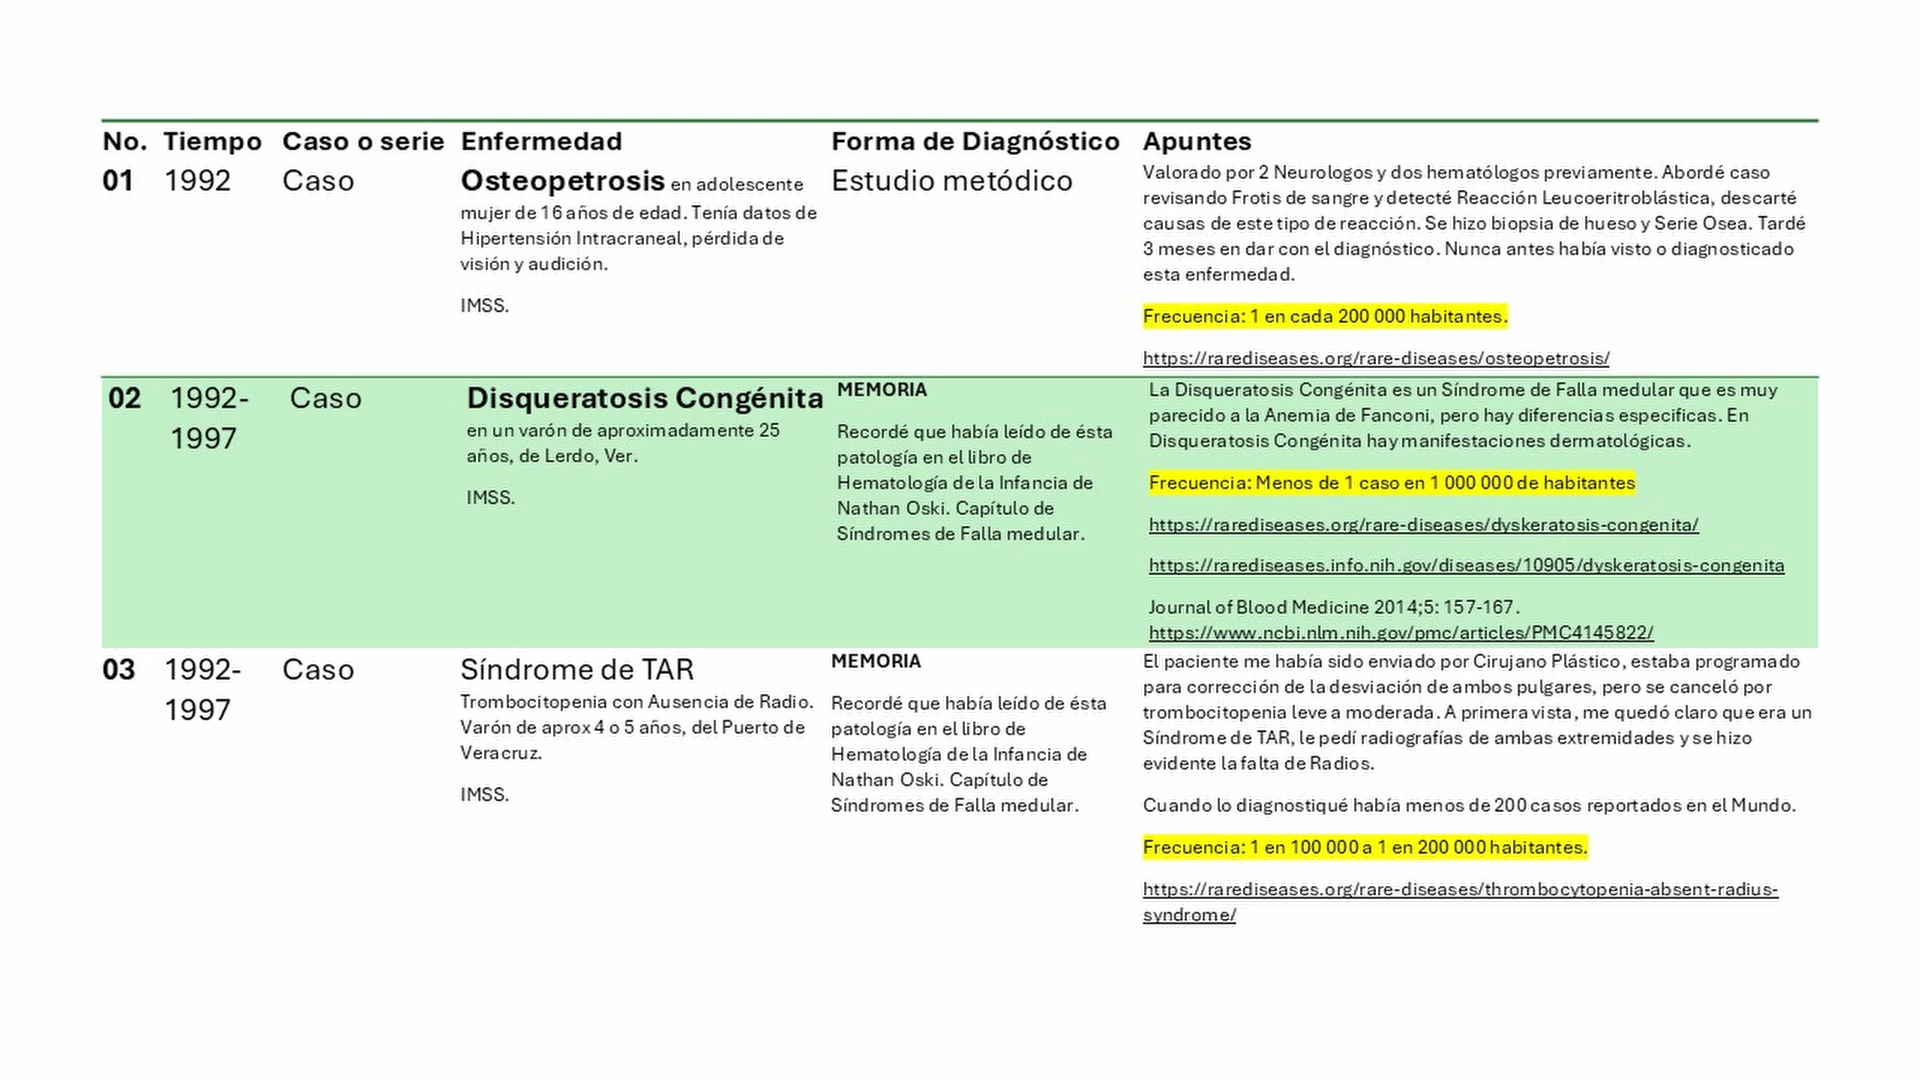 No. Tiempo Caso o serie Enfermedad Forma de Diagnóstico Apuntes
01 1992 Caso
Osteopetrosis en adolescente
mujer de 16 años de edad. Tenía datos de
Hipertensión Intracraneal, pérdida de
visión y audición.
IMSS.
Estudio metódico
Valorado por 2 Neurologos y dos hematólogos previamente. Abordé caso
revisando Frotis de sangre y detecté Reacción Leucoeritroblástica, descarté
causas de este tipo de reacción. Se hizo biopsia de hueso y Serie Osea. Tardé
3 meses en dar con el diagnóstico. Nunca antes había visto o diagnosticado
esta enfermedad.
Frecuencia: 1 en cada 200 000 habitantes.
https://rarediseases.org/rare-diseases/osteopetrosis/
02 1992-
1997
Caso
Disqueratosis Congénita
en un varón de aproximadamente 25
años, de Lerdo, Ver.
IMSS.
MEMORIA
Recordé que había leído de ésta
patología en el libro de
Hematología de la Infancia de
Nathan Oski. Capítulo de
Síndromes de Falla medular.
La Disqueratosis Congénita es un Síndrome de Falla medular que es muy
parecido a la Anemia de Fanconi, pero hay diferencias especificas. En
Disqueratosis Congénita hay manifestaciones dermatológicas.
Frecuencia: Menos de 1 caso en 1 000 000 de habitantes
https://rarediseases.org/rare-diseases/dyskeratosis-congenita/
https://rarediseases.info.nih.gov/diseases/10905/dyskeratosis-congenita
Journal of Blood Medicine 2014;5: 157-167.
https://www.ncbi.nlm.nih.gov/pmc/articles/PMC4145822/
03 1992-
1997
Caso
Síndrome de TAR
Trombocitopenia con Ausencia de Radio.
Varón de aprox 4 o 5 años, del Puerto de
Veracruz.
IMSS.
MEMORIA
Recordé que había leído de ésta
patología en el libro de
Hematología de la Infancia de
Nathan Oski. Capítulo de
Síndromes de Falla medular.
El paciente me había sido enviado por Cirujano Plástico, estaba programado
para corrección de la desviación de ambos pulgares, pero se canceló por
trombocitopenia leve a moderada. A primera vista, me quedó claro que era un
Síndrome de TAR, le pedí radiografías de ambas extremidades y se hizo
evidente la falta de Radios.
Cuando lo diagnostiqué había menos de 200 casos reportados en el Mundo.
Frecuencia: 1 en 100 000 a 1 en 200 000 habitantes.
https://rarediseases.org/rare-diseases/thrombocytopenia-absent-radius-
syndrome/